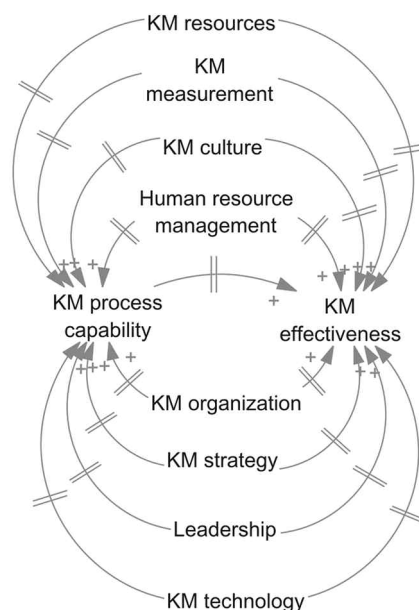 KM resources
KM
measurement
KM culture
Human resource
management
KM process
capability
KM
effectiveness
KM organization
KM strategy
Leadership
KM technology